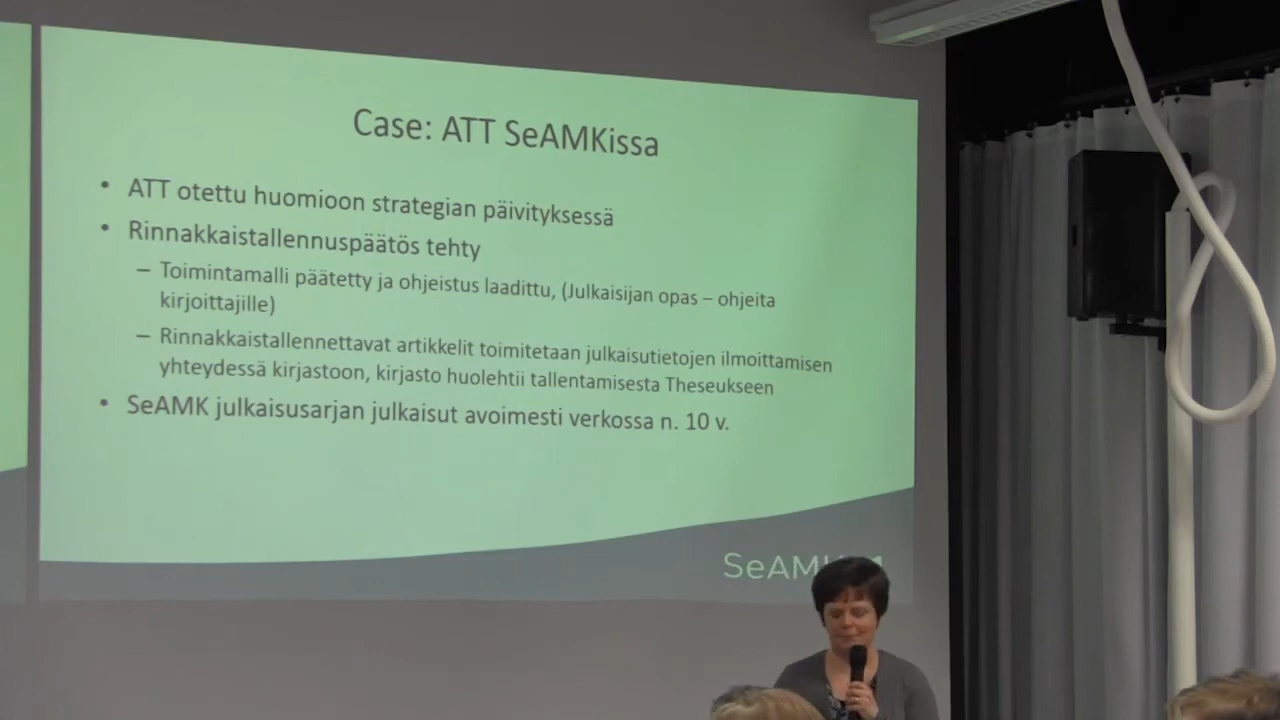 Case: ATT SeAMKissa
• ATT otettu huomioon strategian päivityksessä
• Rinnakkaistallennuspäätös tehty
– Toimintamalli päätetty ja ohjeistus laadittu, (Julkaisijan opas – ohjeita
kirjoittajille)
– Rinnakkaistallennettavat artikkelit toimitetaan julkaisutietojen ilmoittamisen
yhteydessä kirjastoon, kirjasto huolehtii tallentamisesta Theseukseen
• SeAMK julkaisusarjan julkaisut avoimesti verkossa n. 10 v.
SeAMK